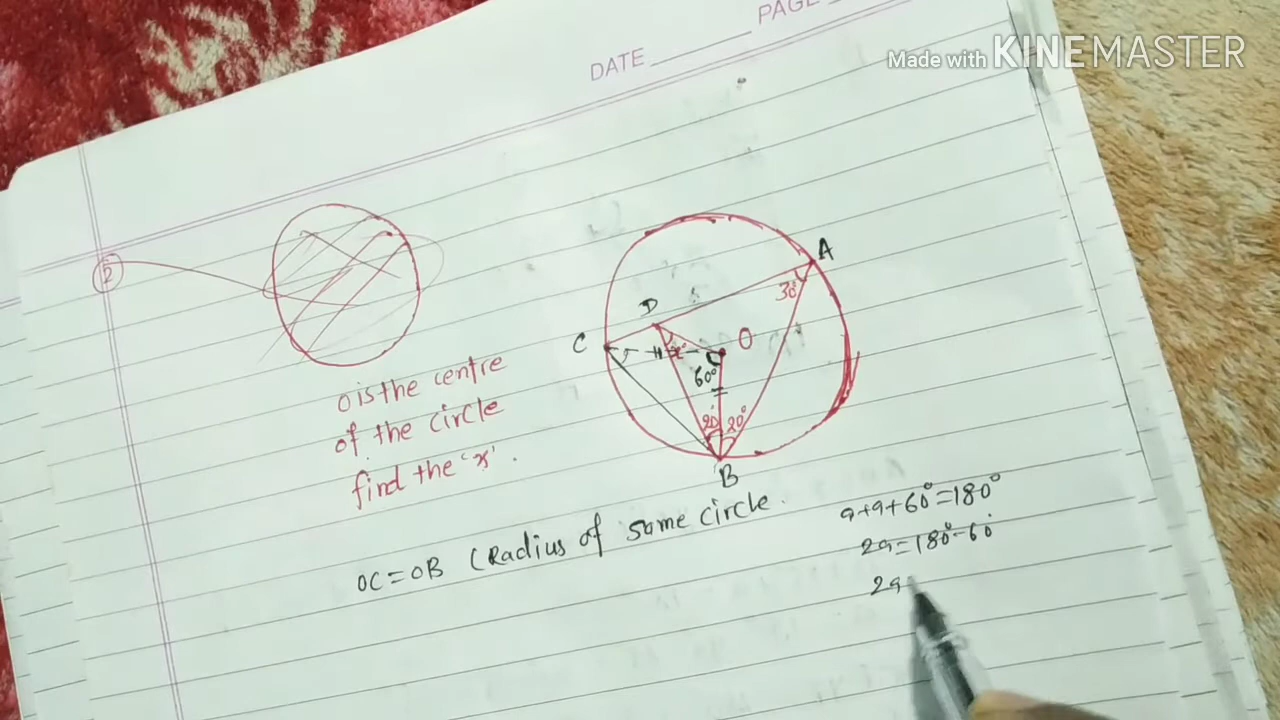 PAGE
DATE
Made with KINEMASTER
2
A
30°
D
C
x°
O
60°
20° 20°
B
O is the centre
of the circle
find the 'x'.
OC = OB (Radius of same circle.
a+a+60°=180°
2a=180°-60°
2a